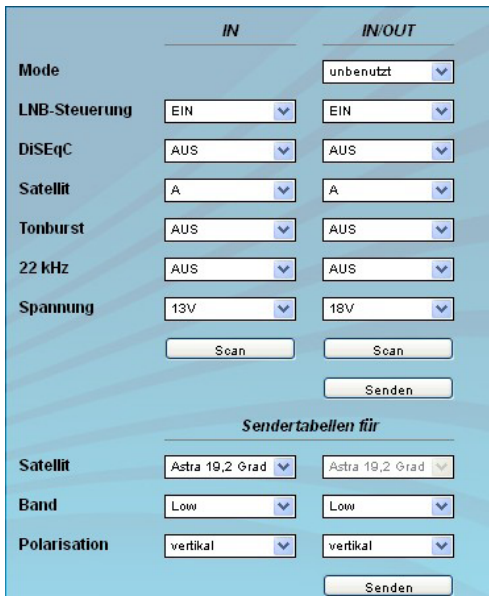 IN IN/OUT
Mode unbenutzt
LNB-Steuerung EIN EIN
DiSEqC AUS AUS
Satellit A A
Tonburst AUS AUS
22 kHz AUS AUS
Spannung 13V 18V
Scan Scan
Senden
Sendertabellen für
Satellit Astra 19,2 Grad Astra 19,2 Grad
Band Low Low
Polarisation vertikal vertikal
Senden